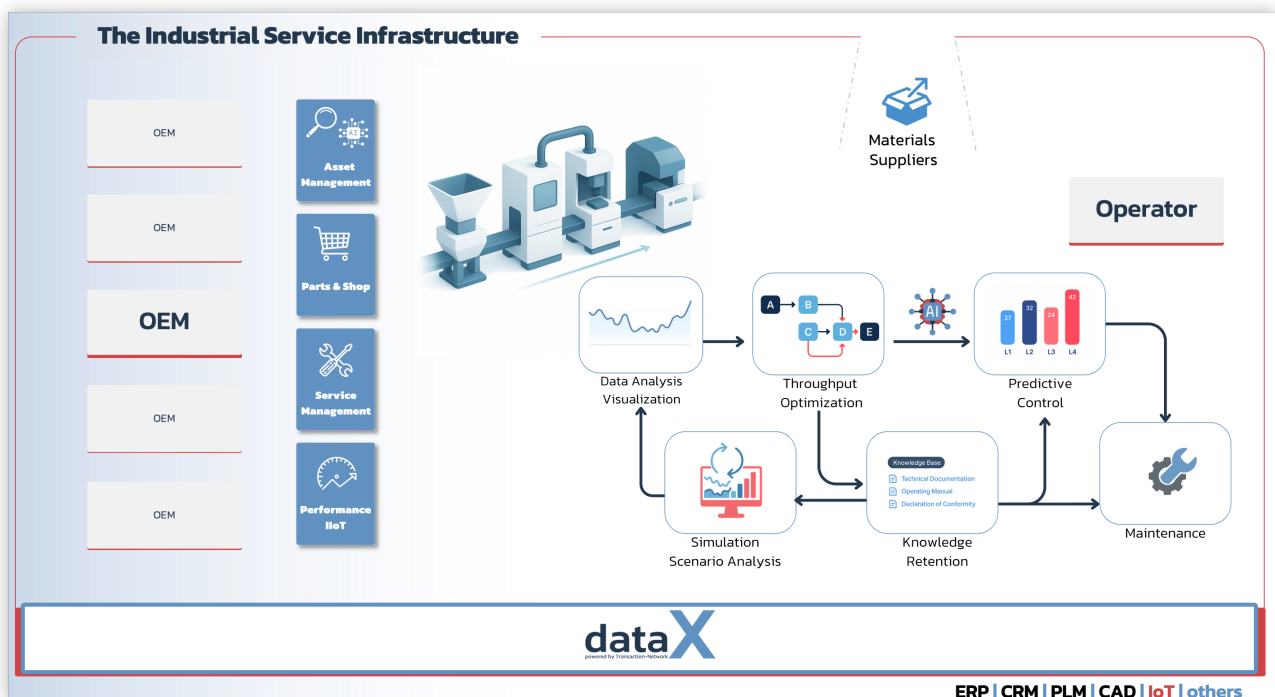 The Industrial Service Infrastructure
OEM
OEM
OEM
OEM
OEM
AI
Asset
Management
Parts & Shop
Service
Management
Performance
IIoT
Materials
Suppliers
Operator
Data Analysis
Visualization
A
B
C
D
E
Throughput
Optimization
AI
27
32
24
42
L1
L2
L3
L4
Predictive
Control
Simulation
Scenario Analysis
Knowledge Base
Technical Documentation
Operating Manual
Declaration of Conformity
Knowledge
Retention
Maintenance
dataX
powered by Transaction-Network
ERP | CRM | PLM | CAD | IoT | others